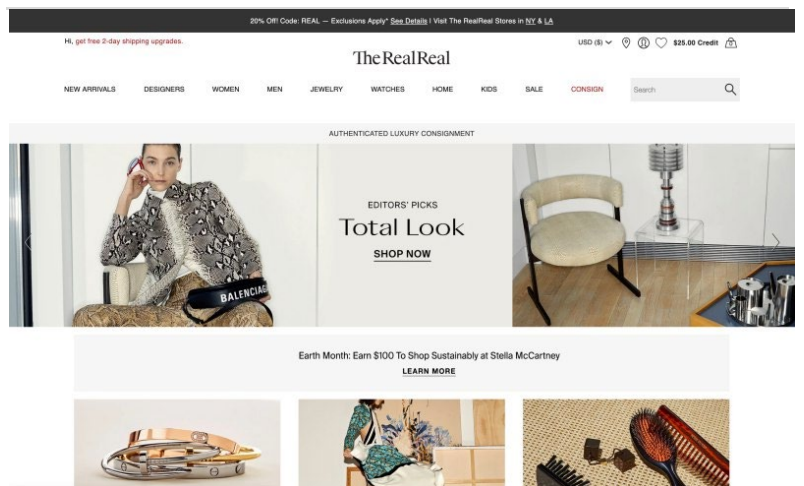 20% Off! Code: REAL — Exclusions Apply* See Details | Visit The RealReal Stores in NY & LA
Hi, get free 2-day shipping upgrades.
USD ($)
$25.00 Credit
0
TheRealReal
NEW ARRIVALS DESIGNERS WOMEN MEN JEWELRY WATCHES HOME KIDS SALE CONSIGN Search
AUTHENTICATED LUXURY CONSIGNMENT
EDITORS' PICKS
Total Look
SHOP NOW
BALENCIAGA
Earth Month: Earn $100 To Shop Sustainably at Stella McCartney
LEARN MORE